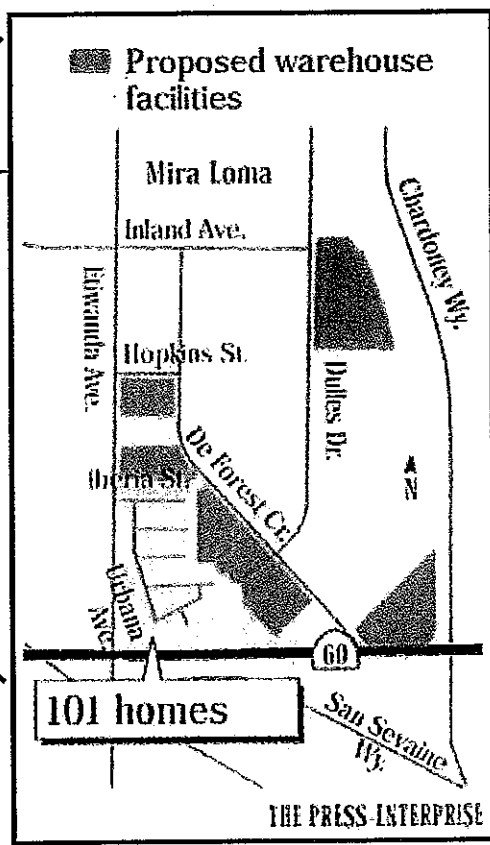 Proposed warehouse
facilities
Mira Loma
Inland Ave.
Chardoney Wy.
Etiwanda Ave.
Hopkins St.
Dulles Dr.
Iberia St.
De Forest Cr.
N
Urbana
Ave.
60
101 homes
San Sevaine
Wy.
THE PRESS-ENTERPRISE